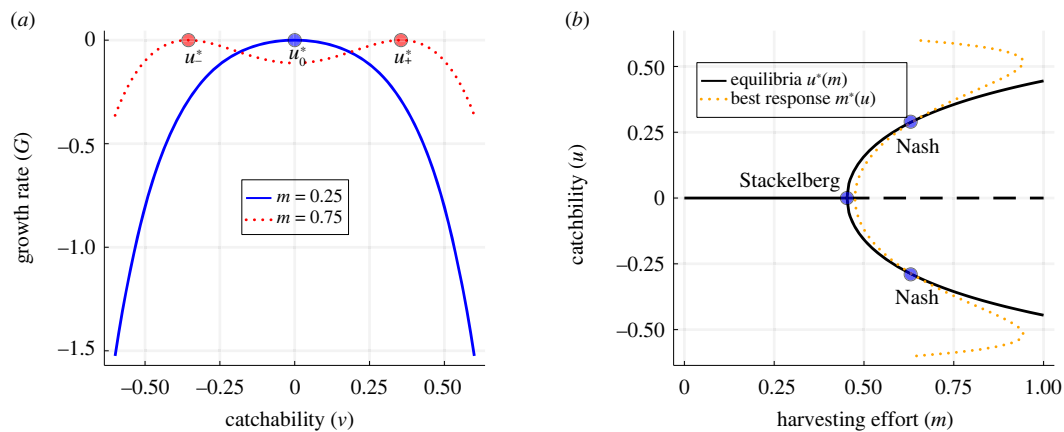 (a)
0
−0.5
−1.0
−1.5
growth rate (G)
u*−
u*0
u*+
m = 0.25
m = 0.75
−0.50
−0.25
0
0.25
0.50
catchability (v)
(b)
0.50
0.25
0
−0.25
−0.50
catchbility (u)
equilibria u*(m)
best response m*(u)
Nash
Stackelberg
Nash
0
0.25
0.50
0.75
1.00
harvesting effort (m)